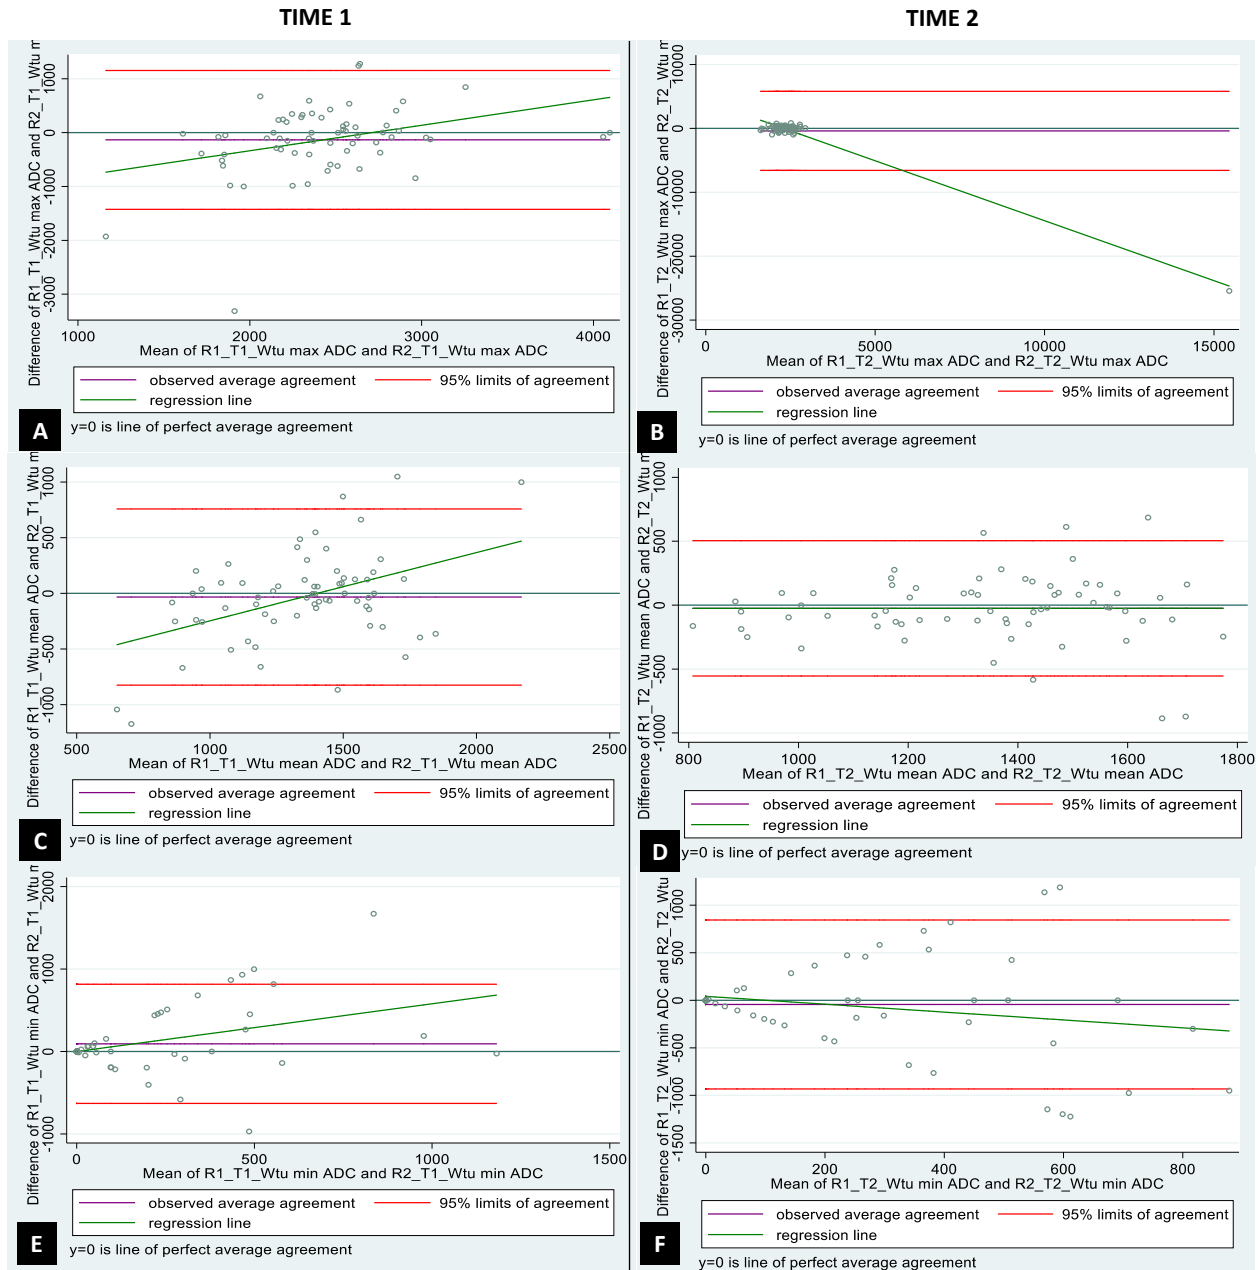 TIME 1
TIME 2
Difference of R1_T1_Wtu max ADC and R2_T1_Wtu m
1000
0
-1000
-2000
-3000
1000
2000
3000
4000
Mean of R1_T1_Wtu max ADC and R2_T1_Wtu max ADC
observed average agreement
95% limits of agreement
regression line
A
y=0 is line of perfect average agreement
Difference of R1_T2_Wtu max ADC and R2_T2_Wtu m
10000
0
-10000
-20000
-30000
0
5000
10000
15000
Mean of R1_T2_Wtu max ADC and R2_T2_Wtu max ADC
observed average agreement
95% limits of agreement
regression line
B
y=0 is line of perfect average agreement
Difference of R1_T1_Wtu mean ADC and R2_T1_Wtu m
1000
500
0
-500
-1000
500
1000
1500
2000
2500
Mean of R1_T1_Wtu mean ADC and R2_T1_Wtu mean ADC
observed average agreement
95% limits of agreement
regression line
C
y=0 is line of perfect average agreement
Difference of R1_T2_Wtu mean ADC and R2_T2_Wtu m
1000
500
0
-500
-1000
800
1000
1200
1400
1600
1800
Mean of R1_T2_Wtu mean ADC and R2_T2_Wtu mean ADC
observed average agreement
95% limits of agreement
regression line
D
y=0 is line of perfect average agreement
Difference of R1_T1_Wtu min ADC and R2_T1_Wtu m
2000
1000
0
-1000
0
500
1000
1500
Mean of R1_T1_Wtu min ADC and R2_T1_Wtu min ADC
observed average agreement
95% limits of agreement
regression line
E
y=0 is line of perfect average agreement
Difference of R1_T2_Wtu min ADC and R2_T2_Wtu
1000
500
0
-500
-1000
-1500
0
200
400
600
800
Mean of R1_T2_Wtu min ADC and R2_T2_Wtu min ADC
observed average agreement
95% limits of agreement
regression line
F
y=0 is line of perfect average agreement